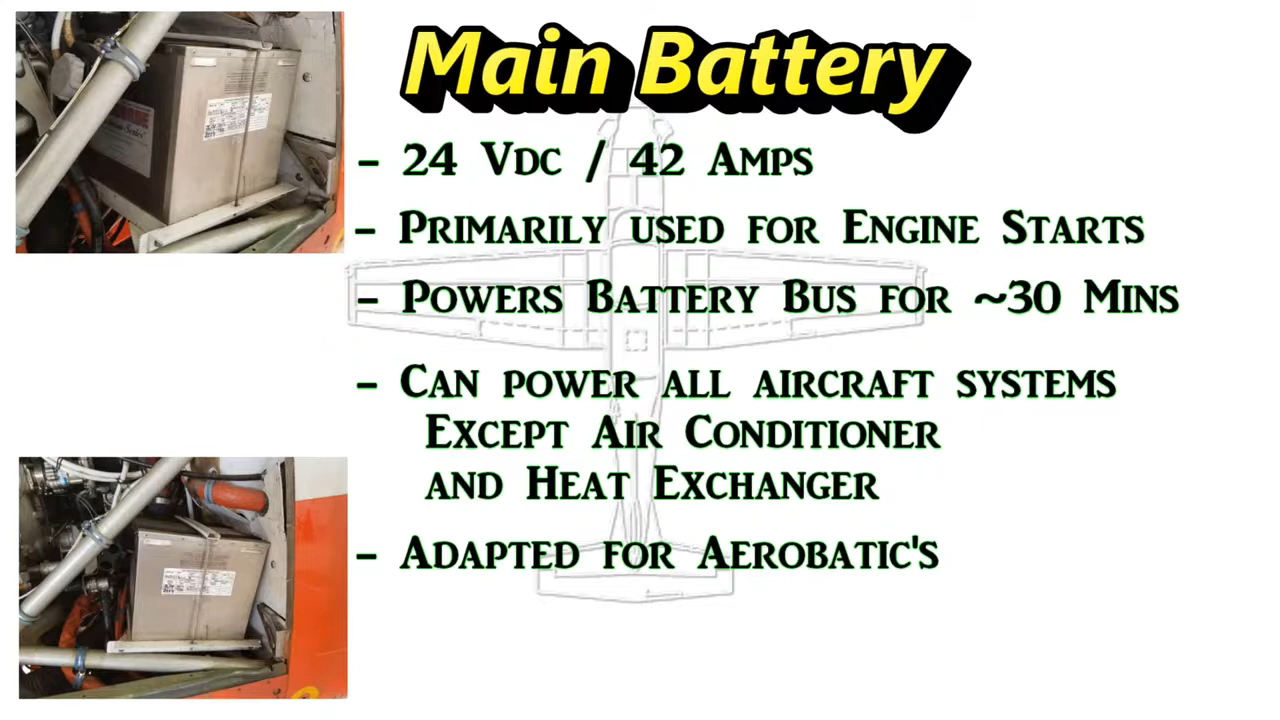 Main Battery
- 24 Vdc / 42 Amps
- Primarily used for Engine Starts
- Powers Battery Bus for ~30 Mins
- Can power all aircraft systems
Except Air Conditioner
and Heat Exchanger
- Adapted for Aerobatic's